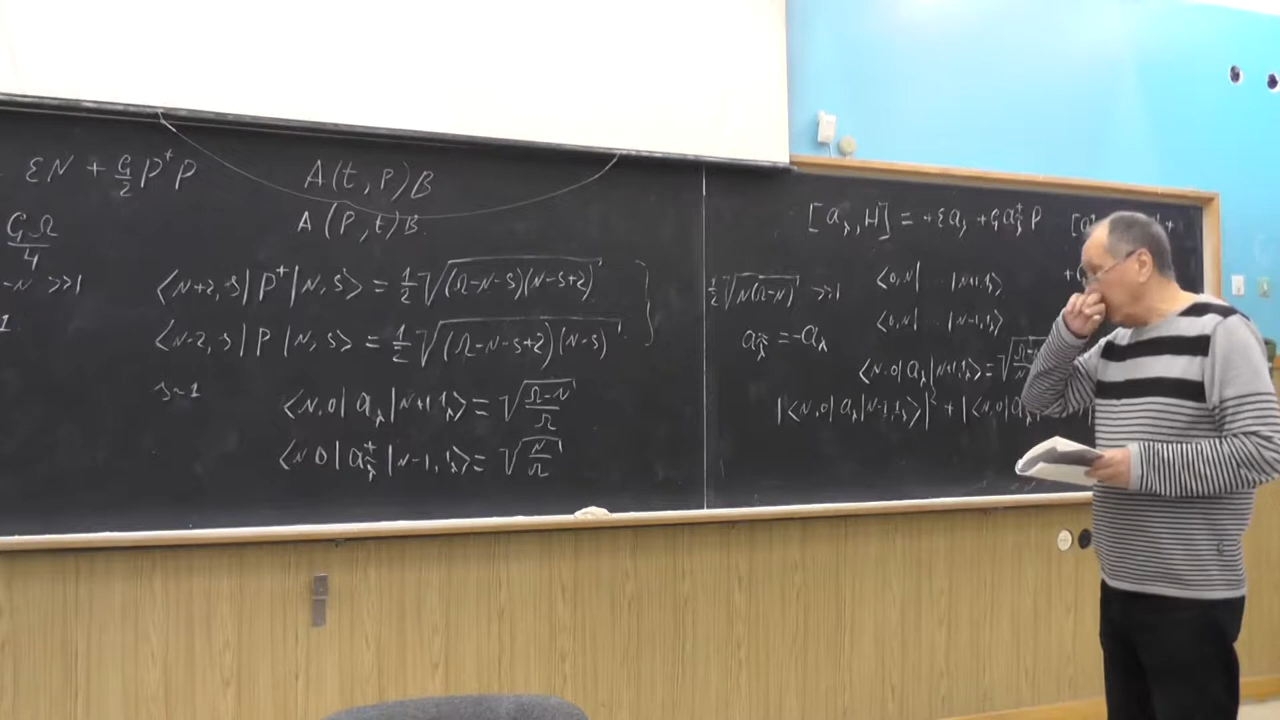 εN + G/2 P⁺P
A(t, P)B
A(P, t)B.
GΩ/4
-N >>1
⟨N+2, s| P⁺ |N, s⟩ = 1/2 √(Ω-N-s)(N-s+2)
⟨N-2, s| P |N, s⟩ = 1/2 √(Ω-N-s+2)(N-s)
s~1
⟨N,0| a_λ |N+1, 1_λ⟩ = √(Ω-N)/Ω
⟨N 0| a⁺_λ̃ |N-1, 1_λ⟩ = √N/Ω
[a_λ, H] = +εa_λ + G a⁺_λ̃ P
1/2 √N(Ω-N) >>1
a_λ̃̃ = -a_λ
⟨0,N| ... |N+1, 1_λ⟩
⟨0,N| ... |N-1, 1_λ⟩
⟨N,0| a_λ |N+1, 1_λ⟩ = √
|⟨N,0| a_λ |N-1, 1_λ⟩|² + |⟨N,0| a